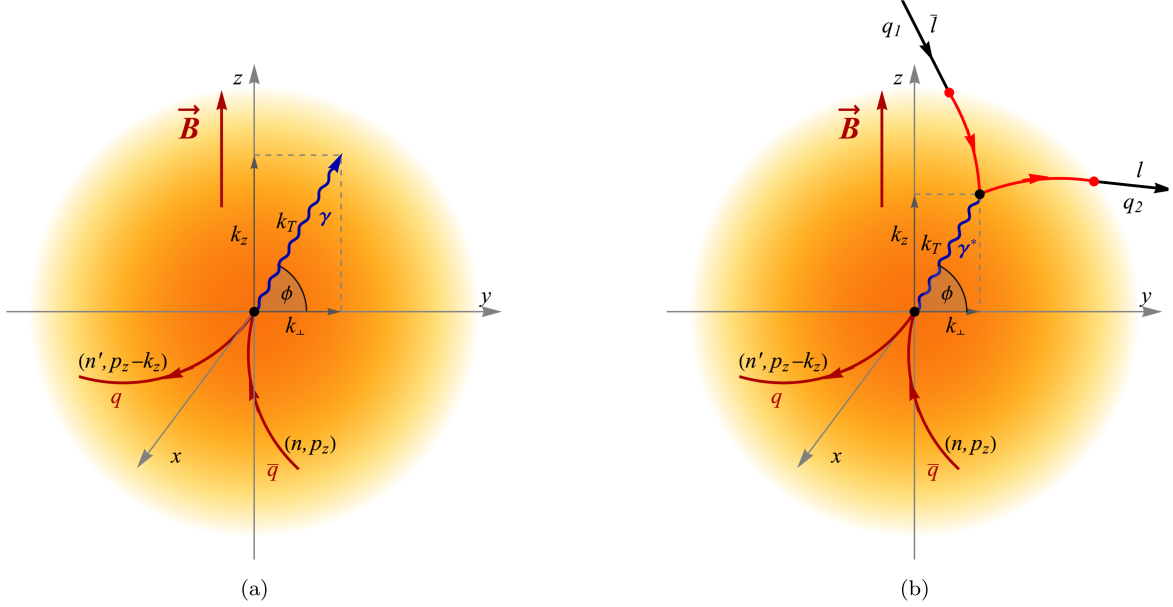 z
B
k_z
k_T
γ
ϕ
y
k_⊥
(n′, p_z−k_z)
q
x
(n, p_z)
q̅
(a)
q_1
l̅
z
B
l
q_2
k_z
k_T
γ*
ϕ
y
k_⊥
(n′, p_z−k_z)
q
x
(n, p_z)
q̅
(b)